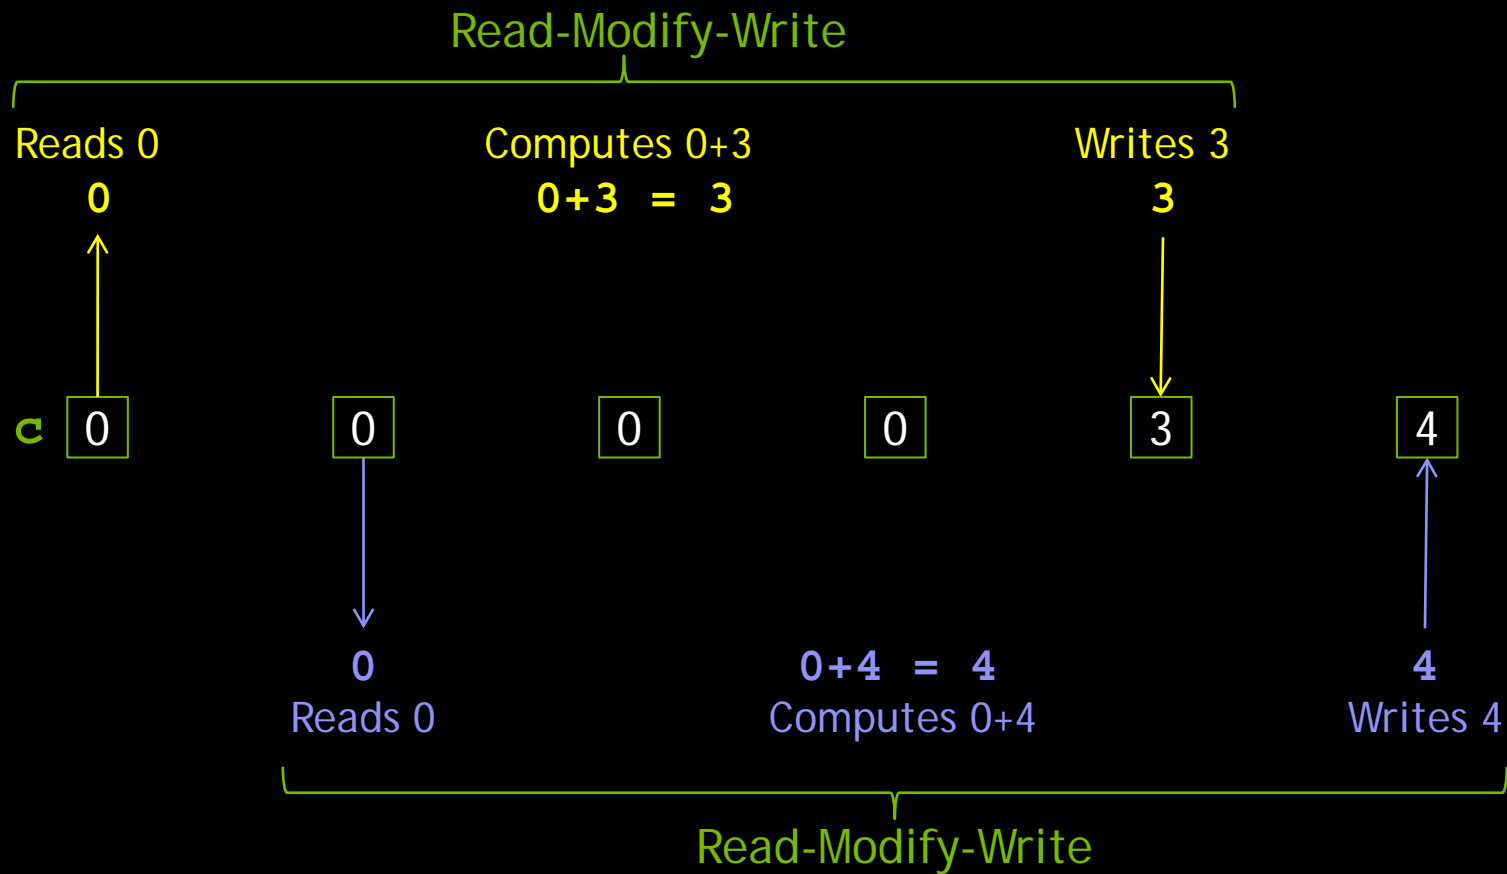 Read-Modify-Write
Reads 0 Computes 0+3 Writes 3
0 0+3 = 3 3
c 0 0 0 0 3 4
0 0+4 = 4 4
Reads 0 Computes 0+4 Writes 4
Read-Modify-Write